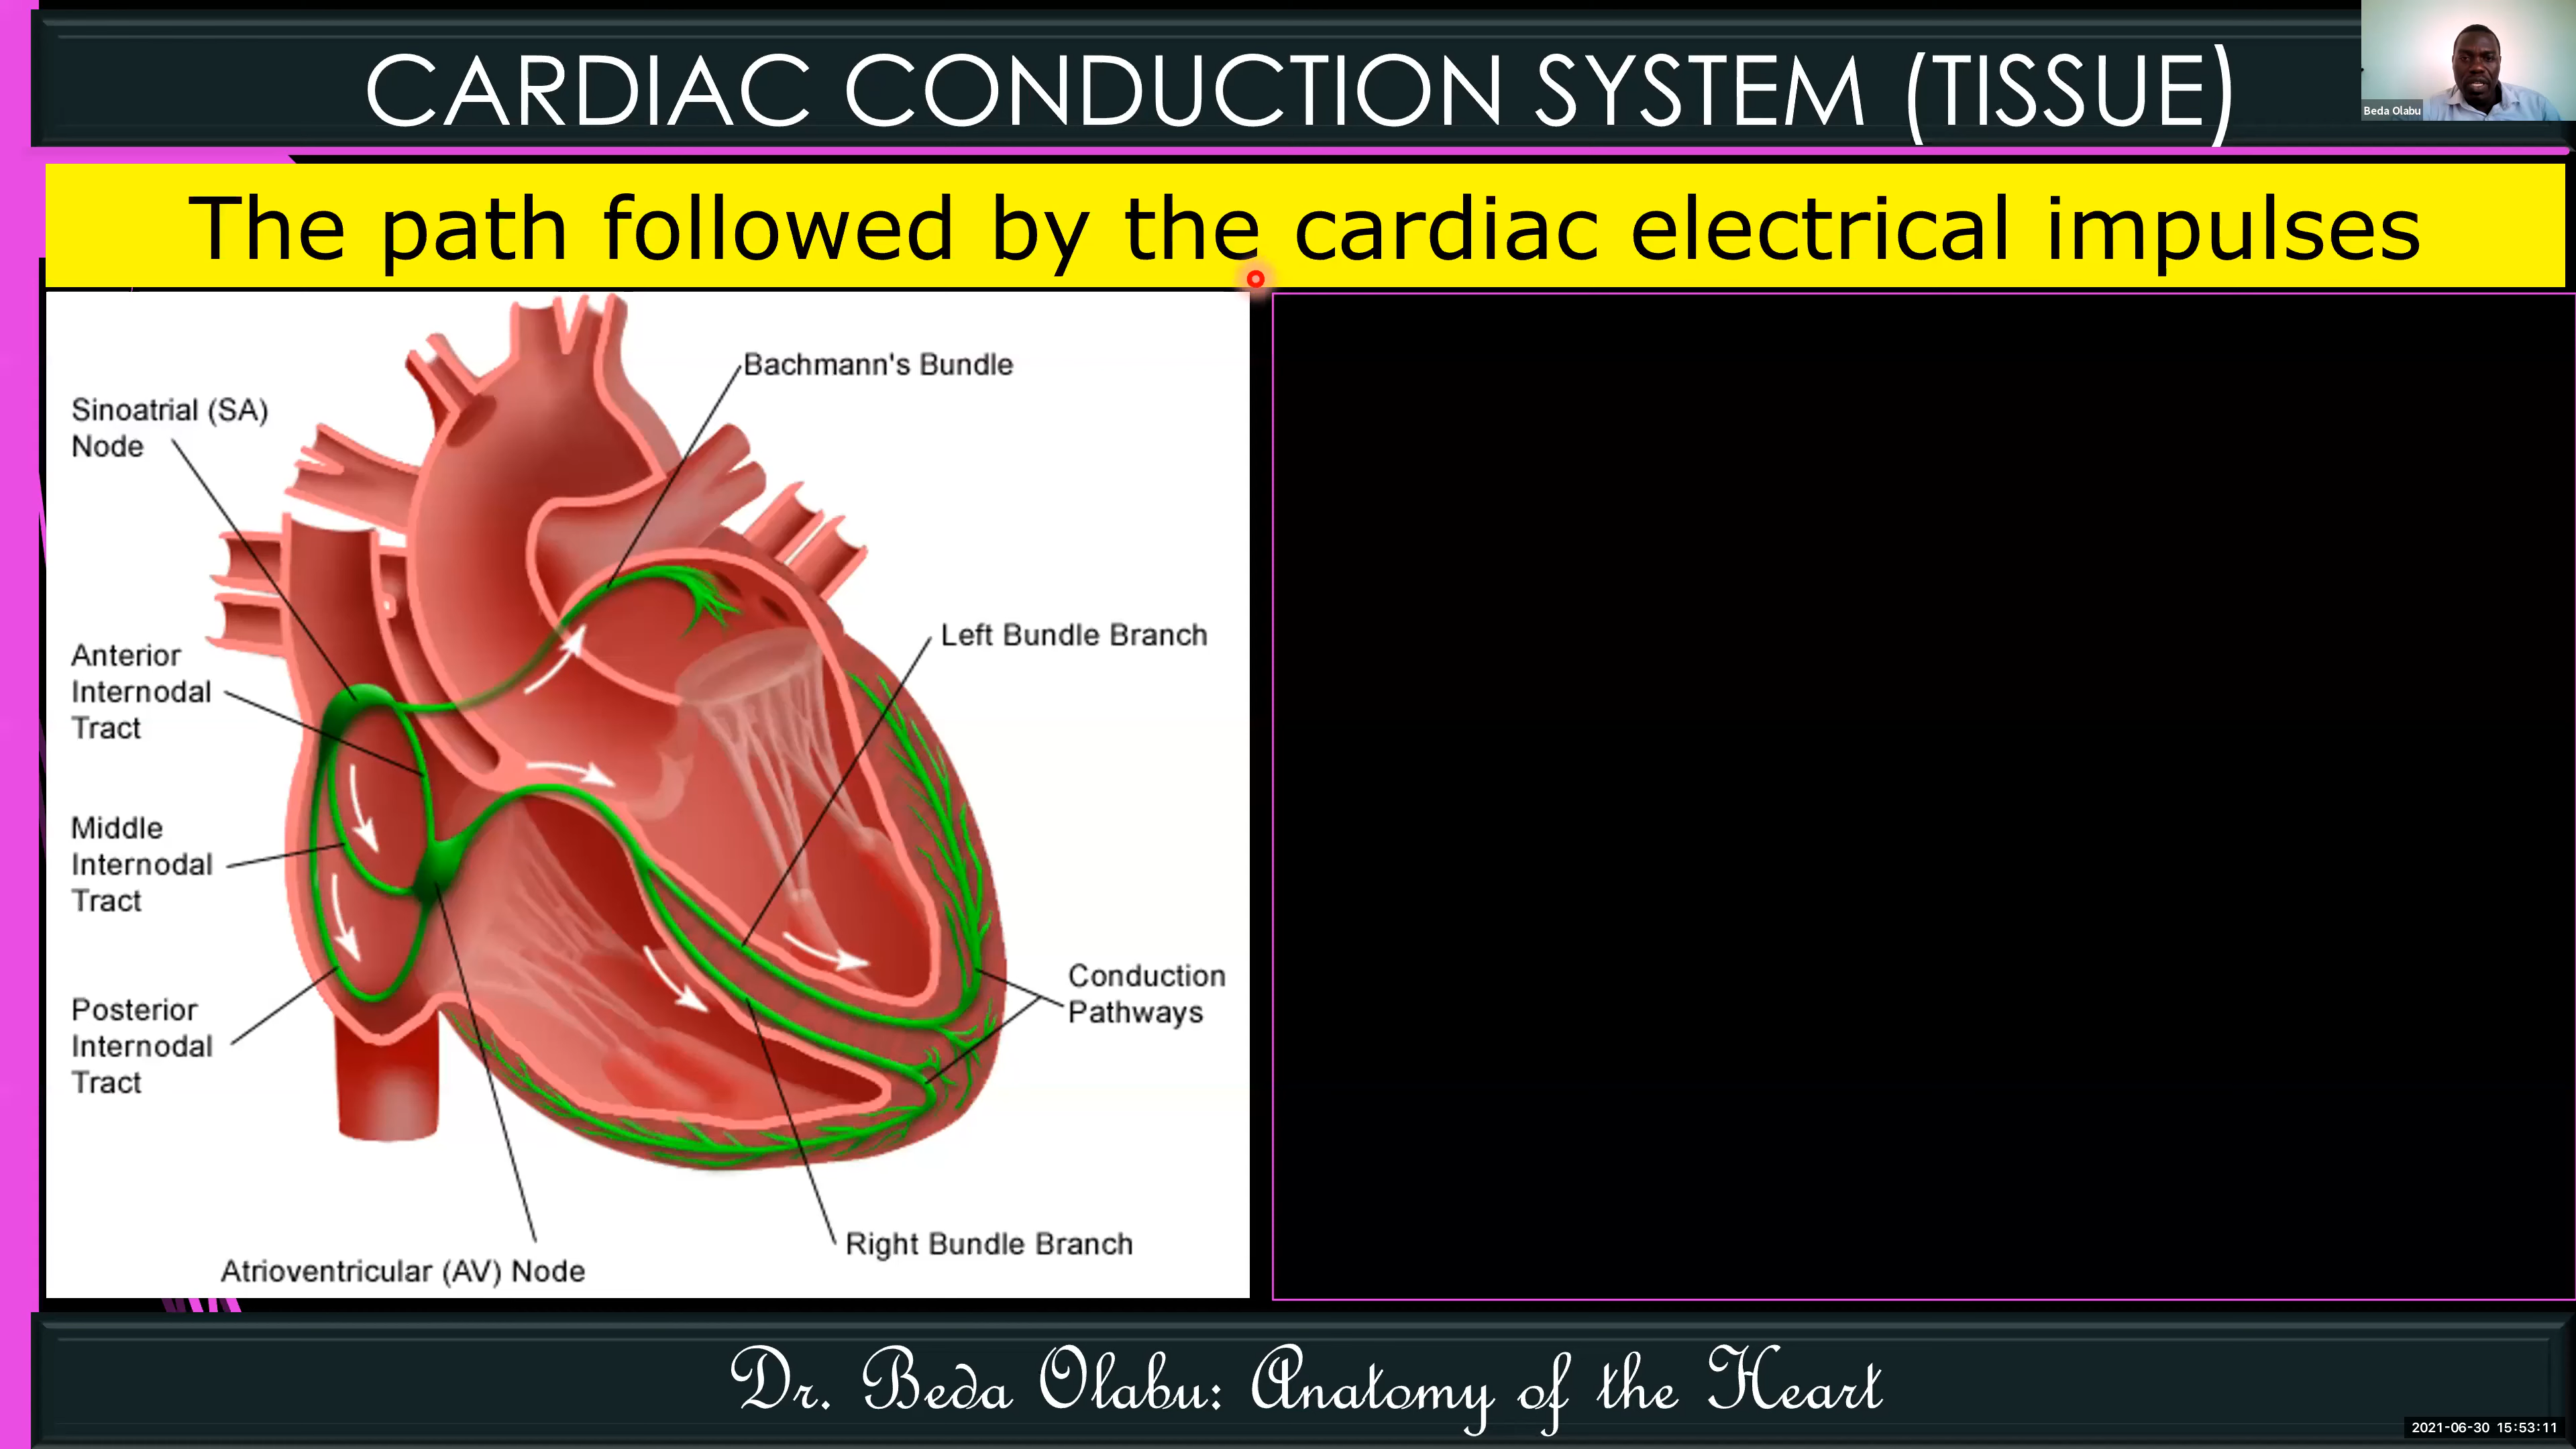 CARDIAC CONDUCTION SYSTEM (TISSUE)
Beda Olabu
The path followed by the cardiac electrical impulses
Bachmann's Bundle
Sinoatrial (SA)
Node
Left Bundle Branch
Anterior
Internodal
Tract
Middle
Internodal
Tract
Conduction
Pathways
Posterior
Internodal
Tract
Right Bundle Branch
Atrioventricular (AV) Node
Dr. Beda Olabu: Anatomy of the Heart
2021-06-30 15:53:11